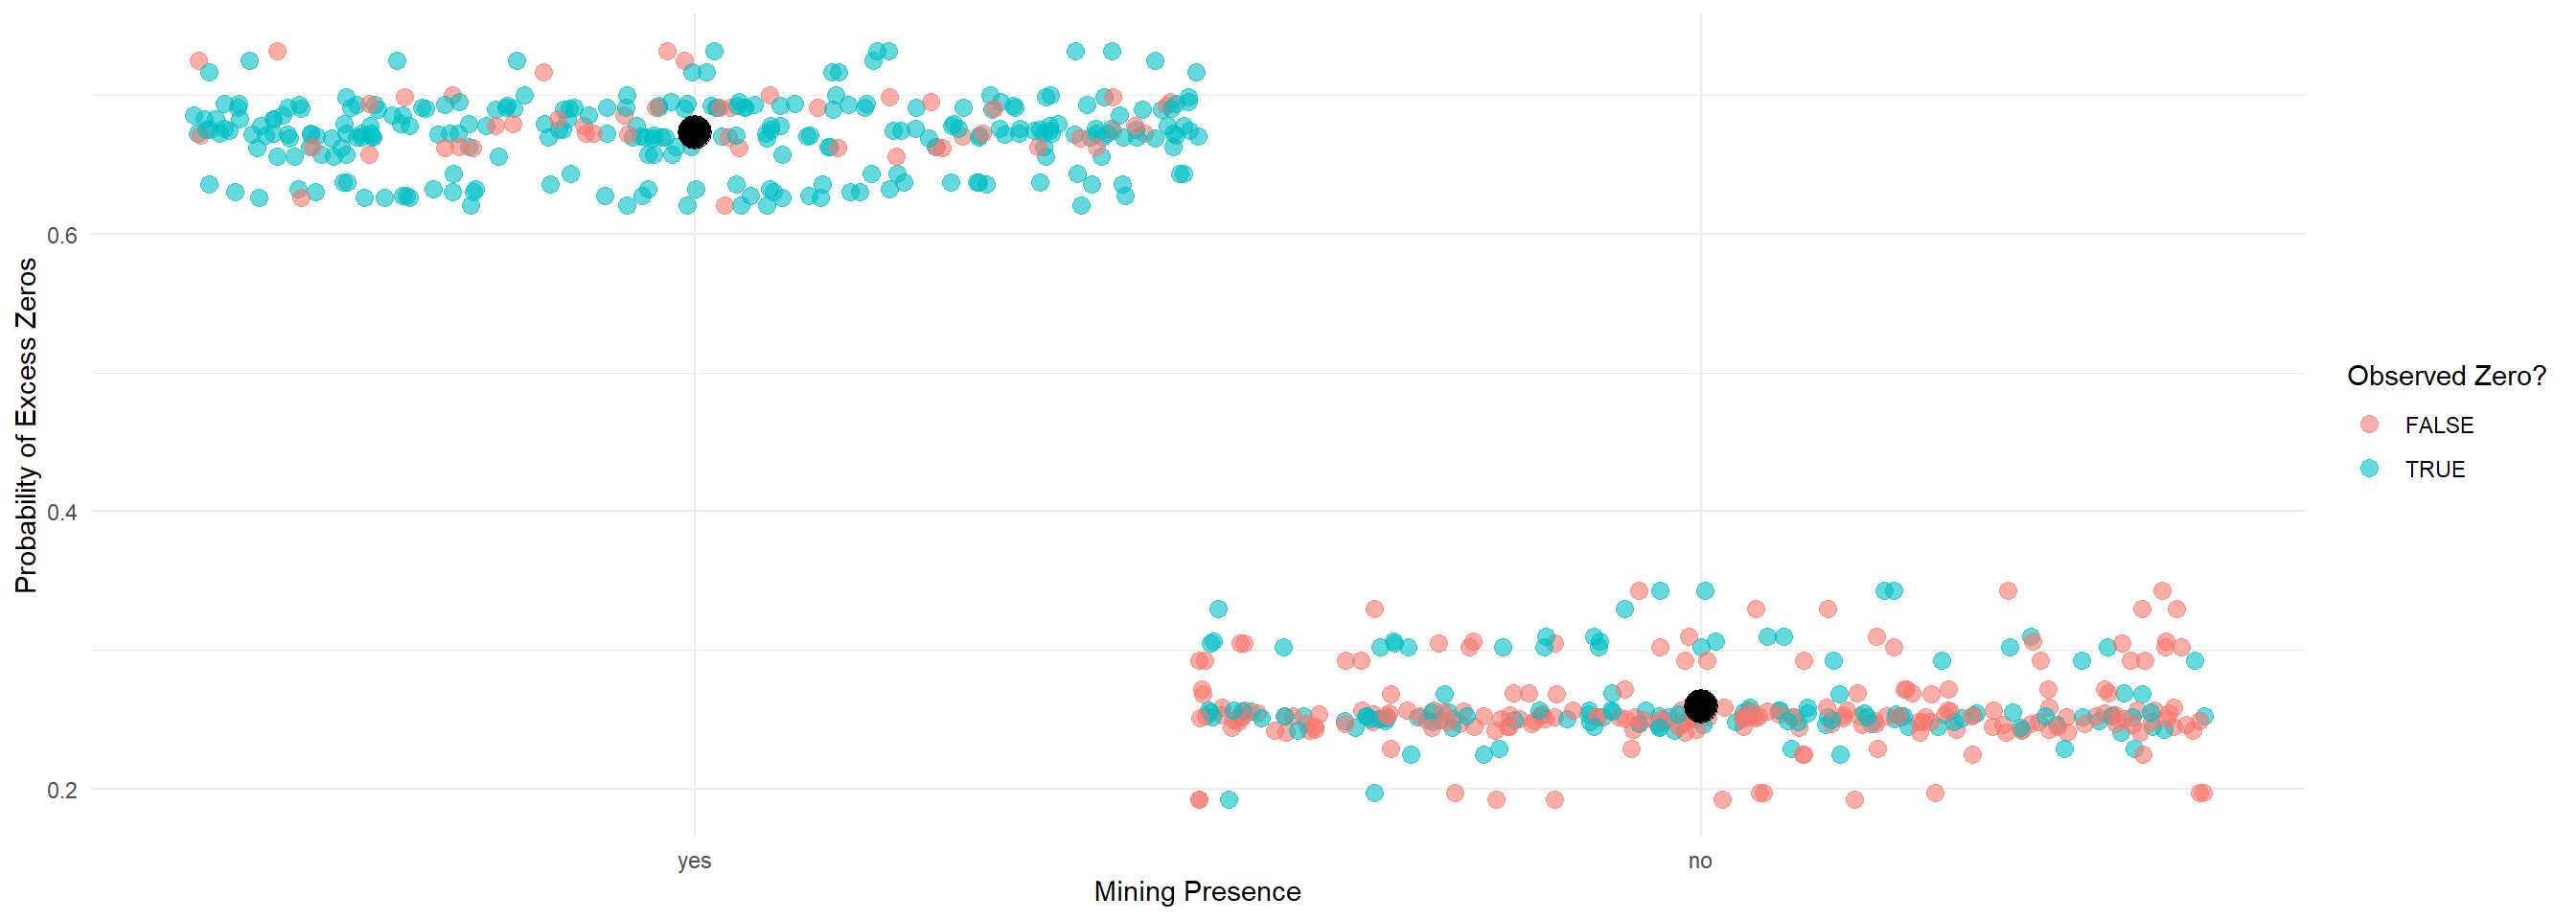 Probability of Excess Zeros
0.6
0.4
0.2
yes
no
Mining Presence
Observed Zero?
FALSE
TRUE